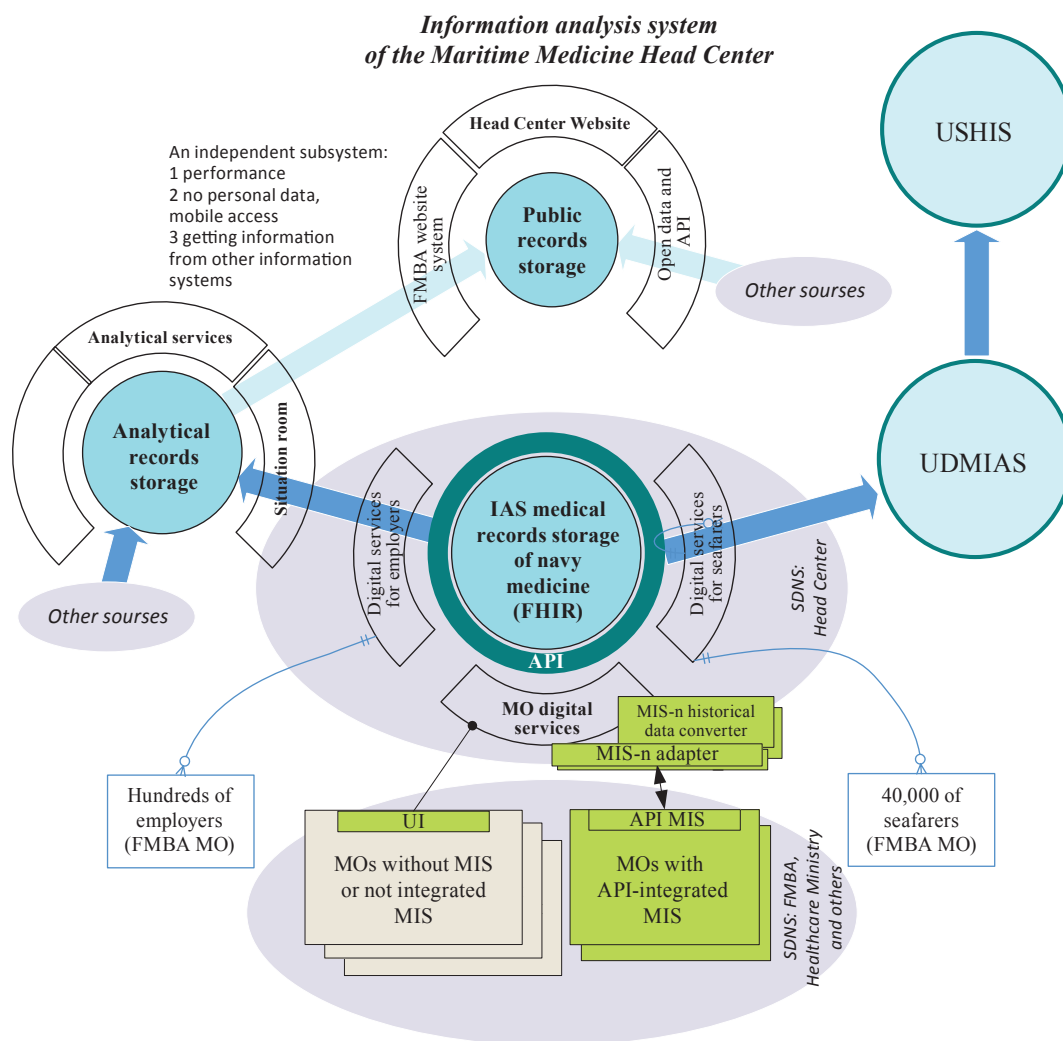 Information analysis system
of the Maritime Medicine Head Center
USHIS
Head Center Website
FMBA website
system
Public
records
storage
Open data and
API
An independent subsystem:
1 performance
2 no personal data,
mobile access
3 getting information
from other information
systems
Other sourses
Analytical services
Analytical
records
storage
Situation room
Other sourses
UDMIAS
Digital services
for employers
IAS medical
records storage
of navy
medicine
(FHIR)
API
Digital services
for seafarers
SDNS:
Head Center
MO digital
services
MIS-n historical
data converter
MIS-n adapter
Hundreds of
employers
(FMBA MO)
UI
MOs without MIS
or not integrated
MIS
API MIS
MOs with
API-integrated
MIS
40,000 of
seafarers
(FMBA MO)
SDNS: FMBA,
Healthcare Ministry
and others